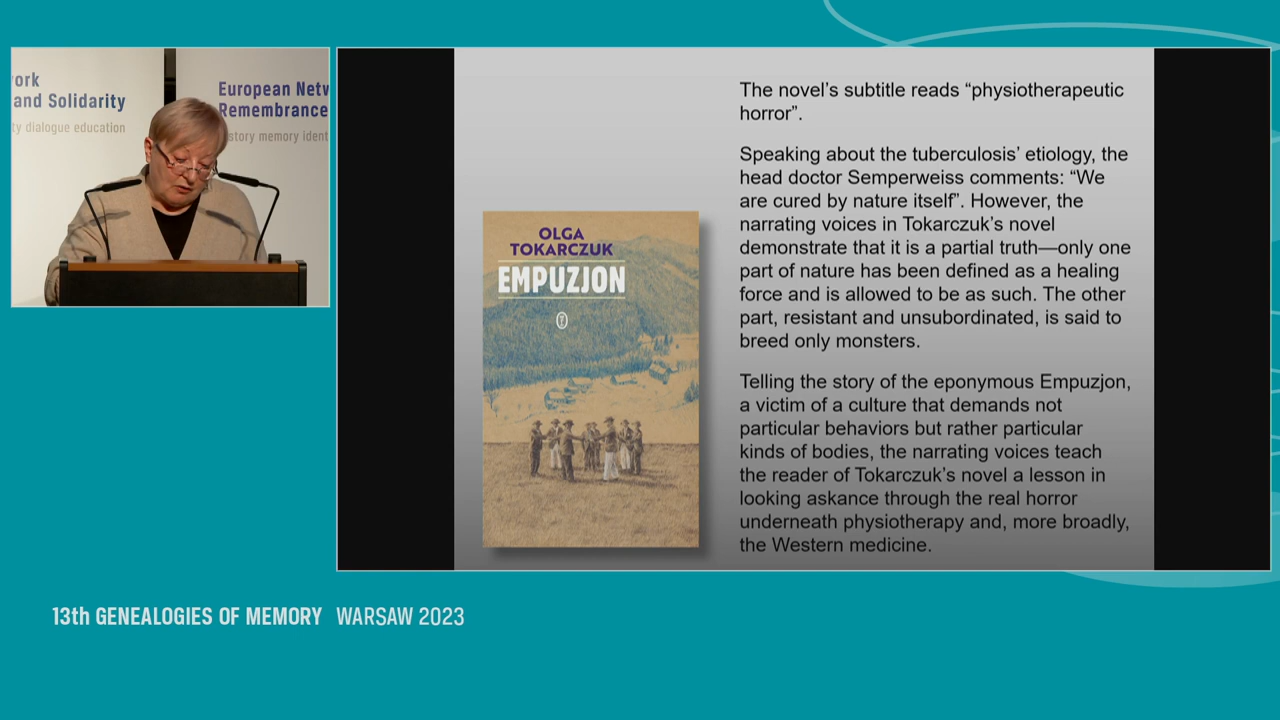 ork
and Solidarity
ty dialogue education
European Netw
Remembrance
story memory ident
The novel's subtitle reads “physiotherapeutic
horror”.
Speaking about the tuberculosis’ etiology, the
head doctor Semperweiss comments: “We
are cured by nature itself”. However, the
narrating voices in Tokarczuk’s novel
demonstrate that it is a partial truth—only one
part of nature has been defined as a healing
force and is allowed to be as such. The other
part, resistant and unsubordinated, is said to
breed only monsters.
Telling the story of the eponymous Empuzjon,
a victim of a culture that demands not
particular behaviors but rather particular
kinds of bodies, the narrating voices teach
the reader of Tokarczuk’s novel a lesson in
looking askance through the real horror
underneath physiotherapy and, more broadly,
the Western medicine.
OLGA
TOKARCZUK
EMPUZJON
13th GENEALOGIES OF MEMORY WARSAW 2023